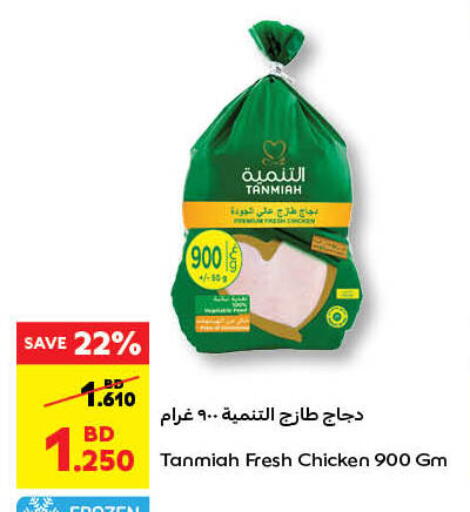 التنمية
TANMIAH
دجاج طازج عالي الجودة
PREMIUM FRESH CHICKEN
900
+/- 50 g
100%
Vegetable Feed
SAVE 22%
BD
1.610
BD
1.250
دجاج طازج التنمية ٩٠٠ غرام
Tanmiah Fresh Chicken 900 Gm
FROZEN